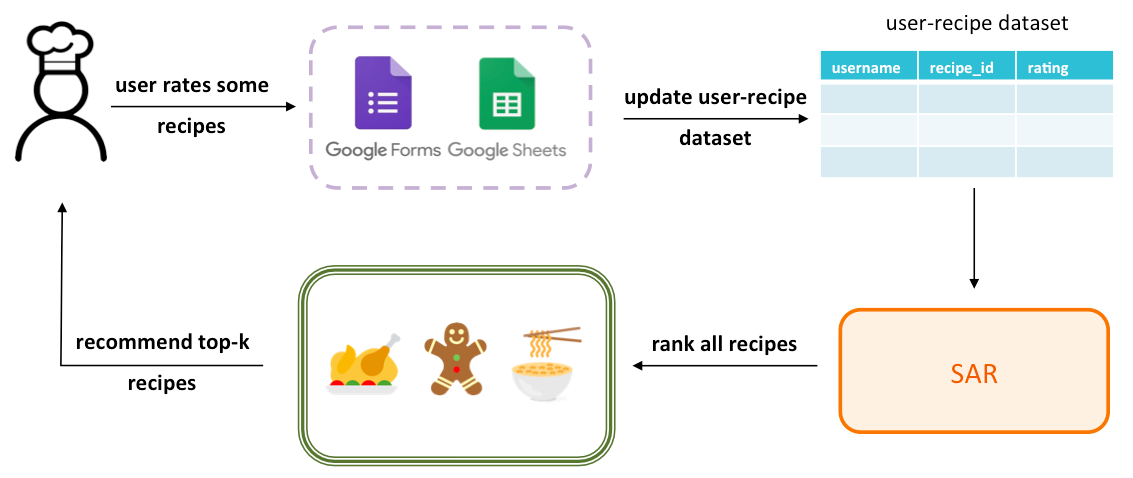 user-recipe dataset
username recipe_id rating
user rates some
recipes
Google Forms Google Sheets
update user-recipe
dataset
recommend top-k
recipes
rank all recipes
SAR